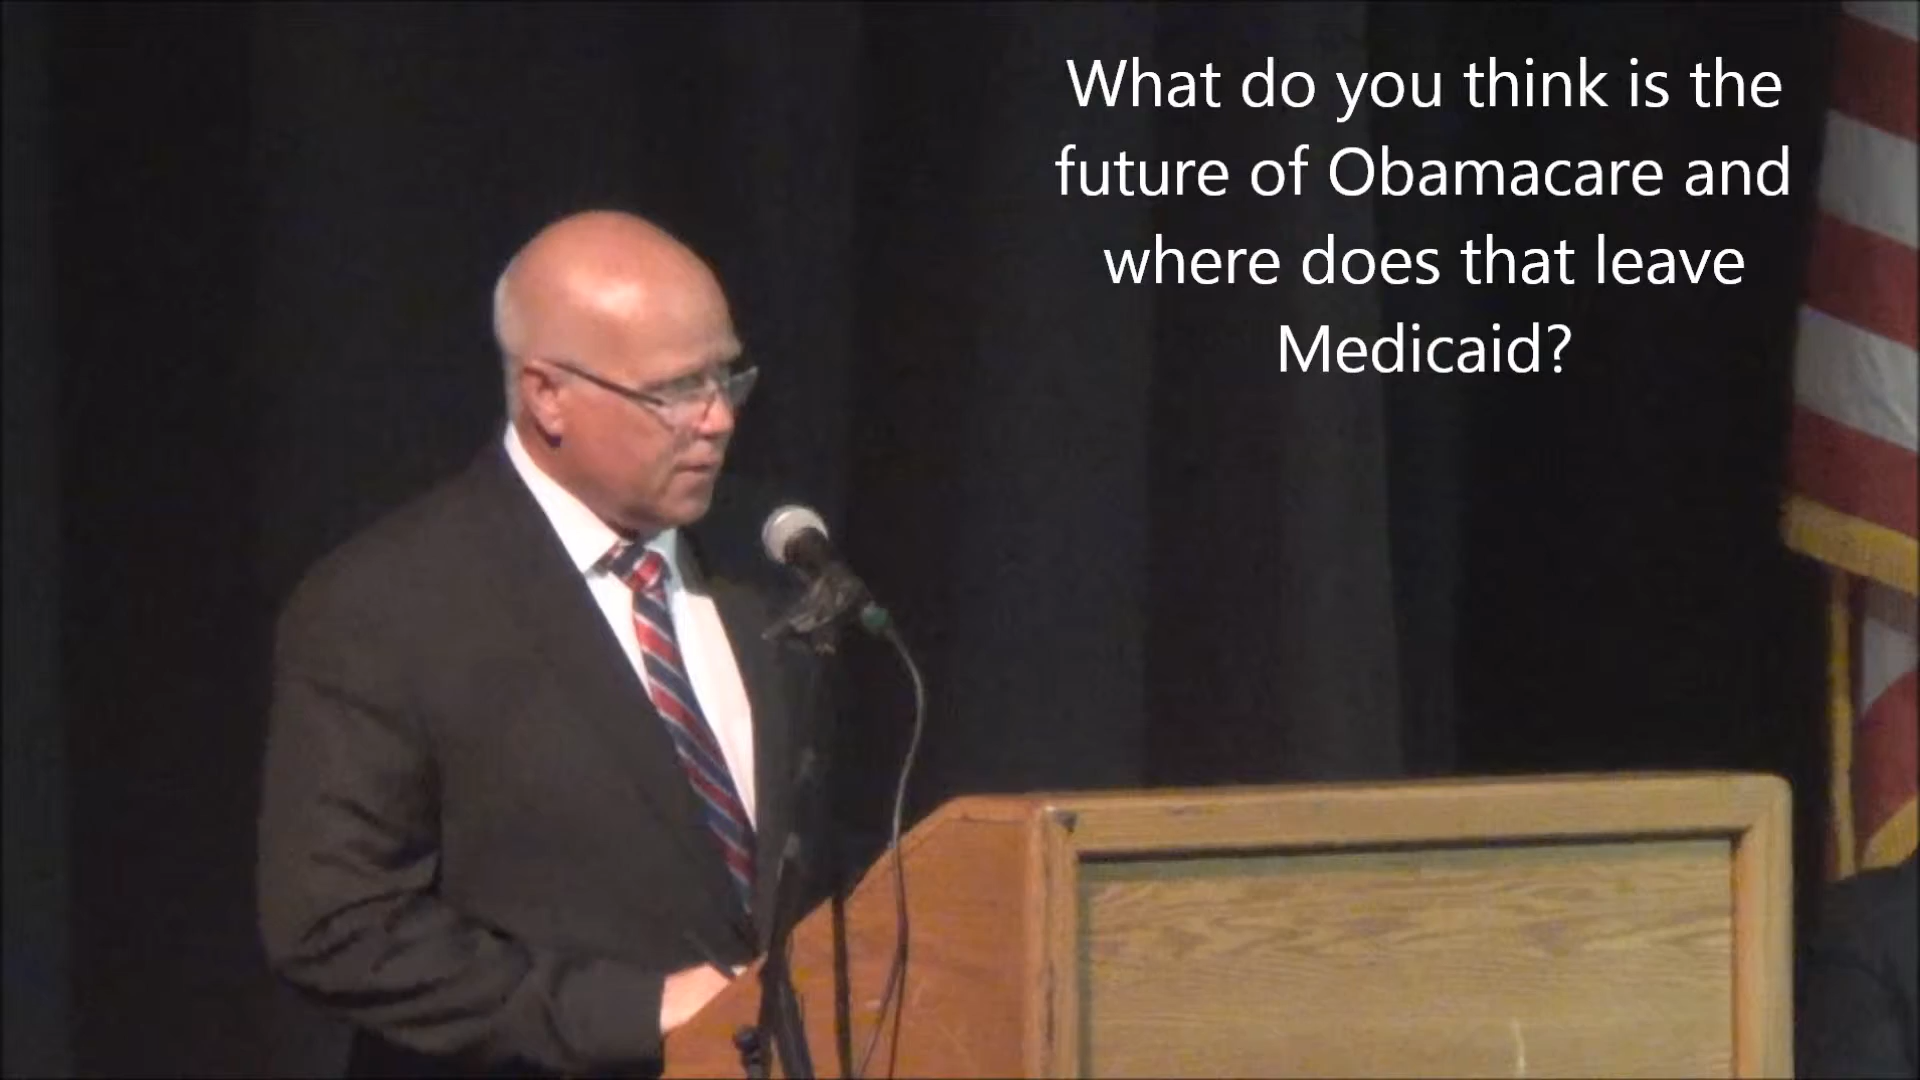 What do you think is the
future of Obamacare and
where does that leave
Medicaid?